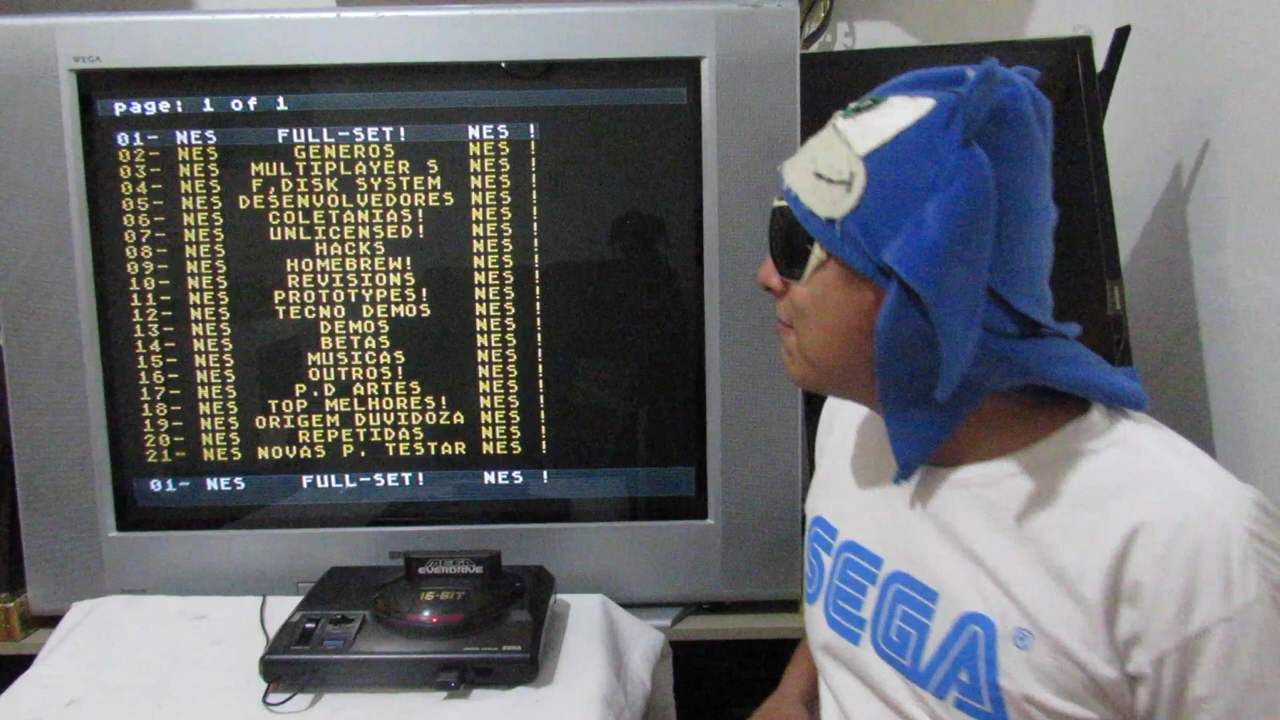 WEGA
page: 1 of 1
01- NES FULL-SET! NES !
02- NES GENEROS NES !
03- NES MULTIPLAYER S NES !
04- NES F,DISK SYSTEM NES !
05- NES DESENVOLVEDORES NES !
06- NES COLETANIAS! NES !
07- NES UNLICENSED! NES !
08- NES HACKS NES !
09- NES HOMEBREW! NES !
10- NES REVISIONS NES !
11- NES PROTOTYPES! NES !
12- NES TECNO DEMOS NES !
13- NES DEMOS NES !
14- NES BETAS NES !
15- NES MUSICAS NES !
16- NES OUTROS! NES !
17- NES P.D ARTES NES !
18- NES TOP MELHORES! NES !
19- NES ORIGEM DUVIDOZA NES !
20- NES REPETIDAS NES !
21- NES NOVAS P. TESTAR NES !
01- NES FULL-SET! NES !
MEGA
EVERDRIVE
16-BIT
SEGA
SEGA®